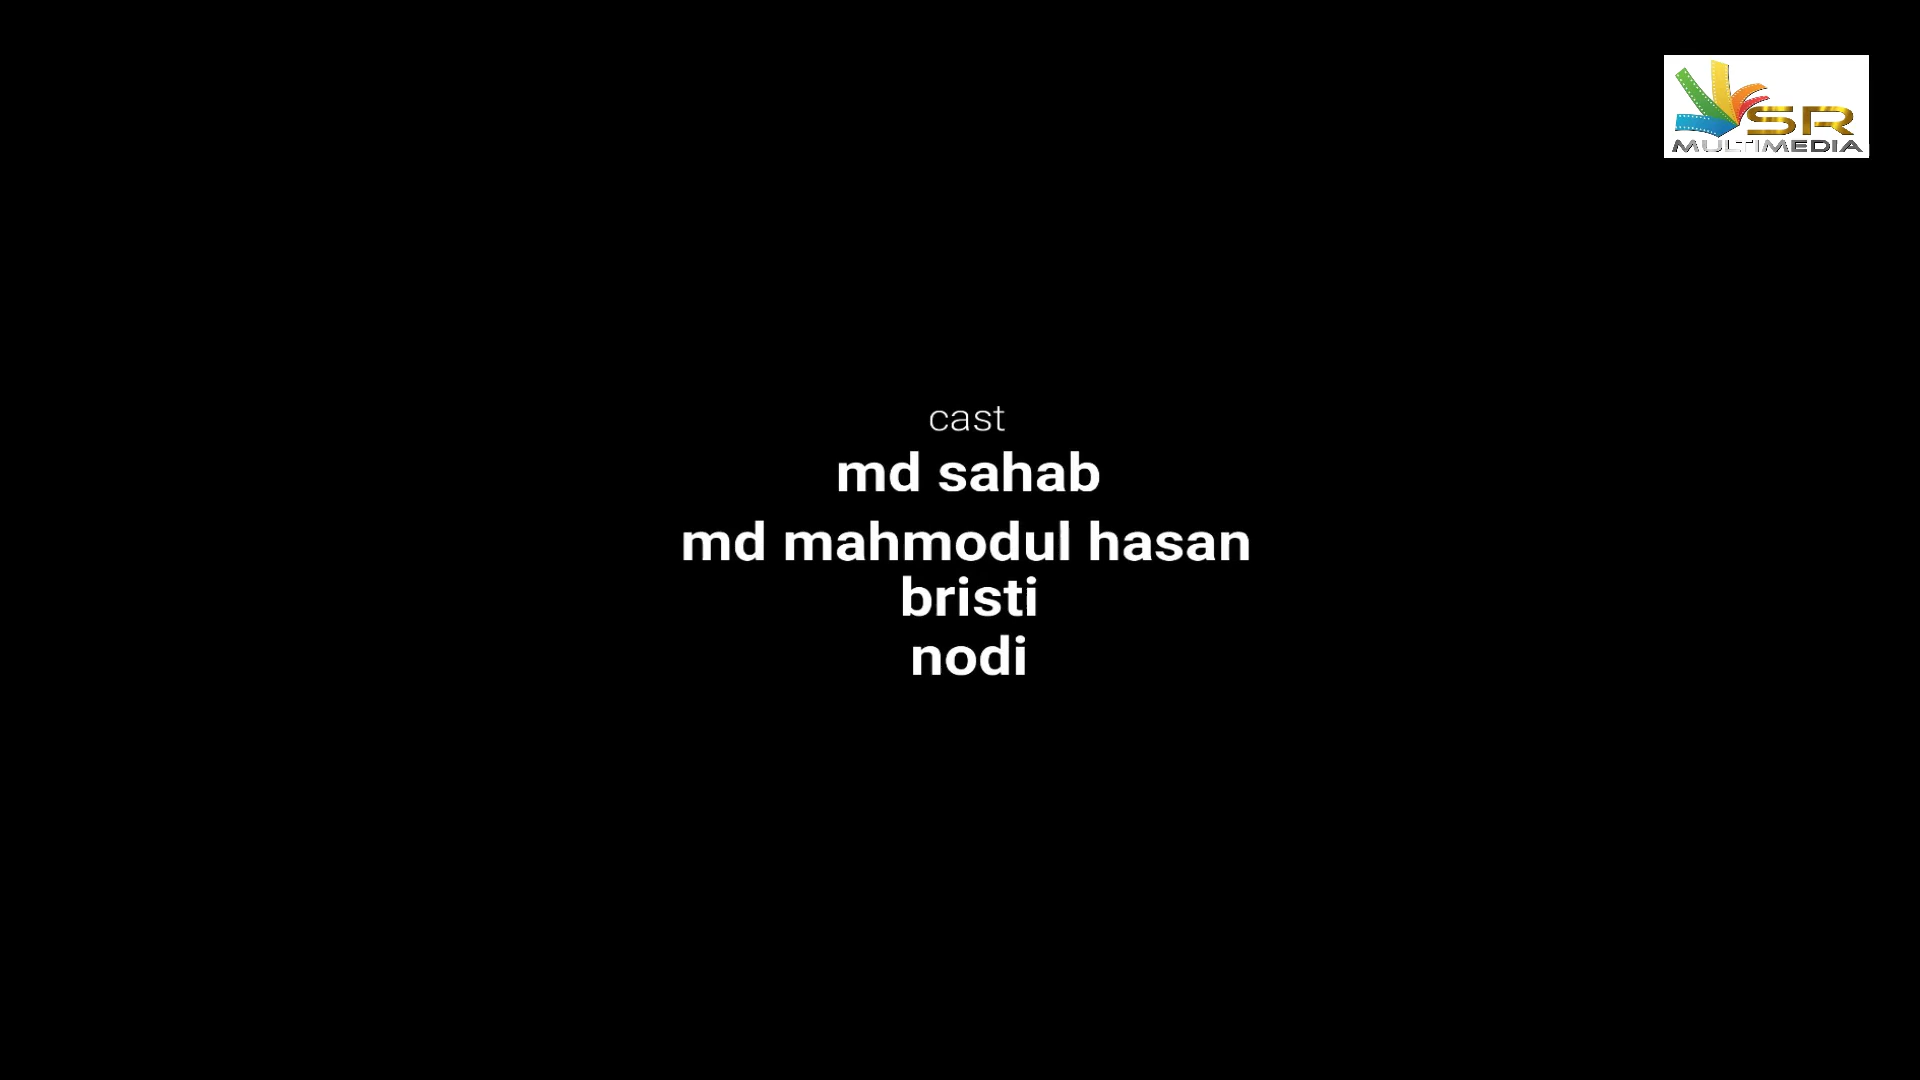 SR
MULTIMEDIA
cast
md sahab
md mahmodul hasan
bristi
nodi